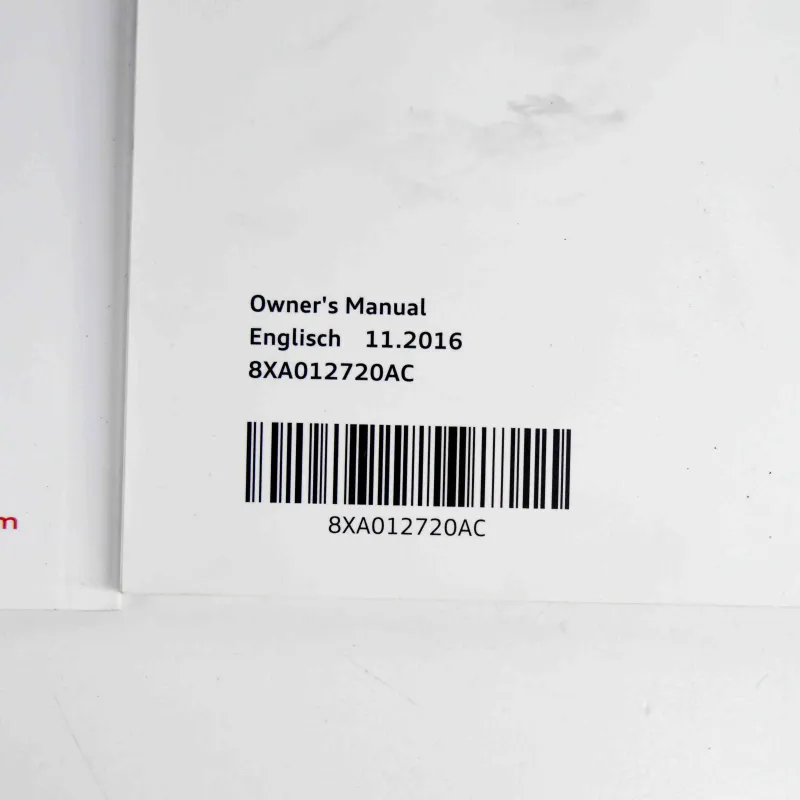 Owner's Manual
Englisch 11.2016
8XA012720AC
8XA012720AC
m